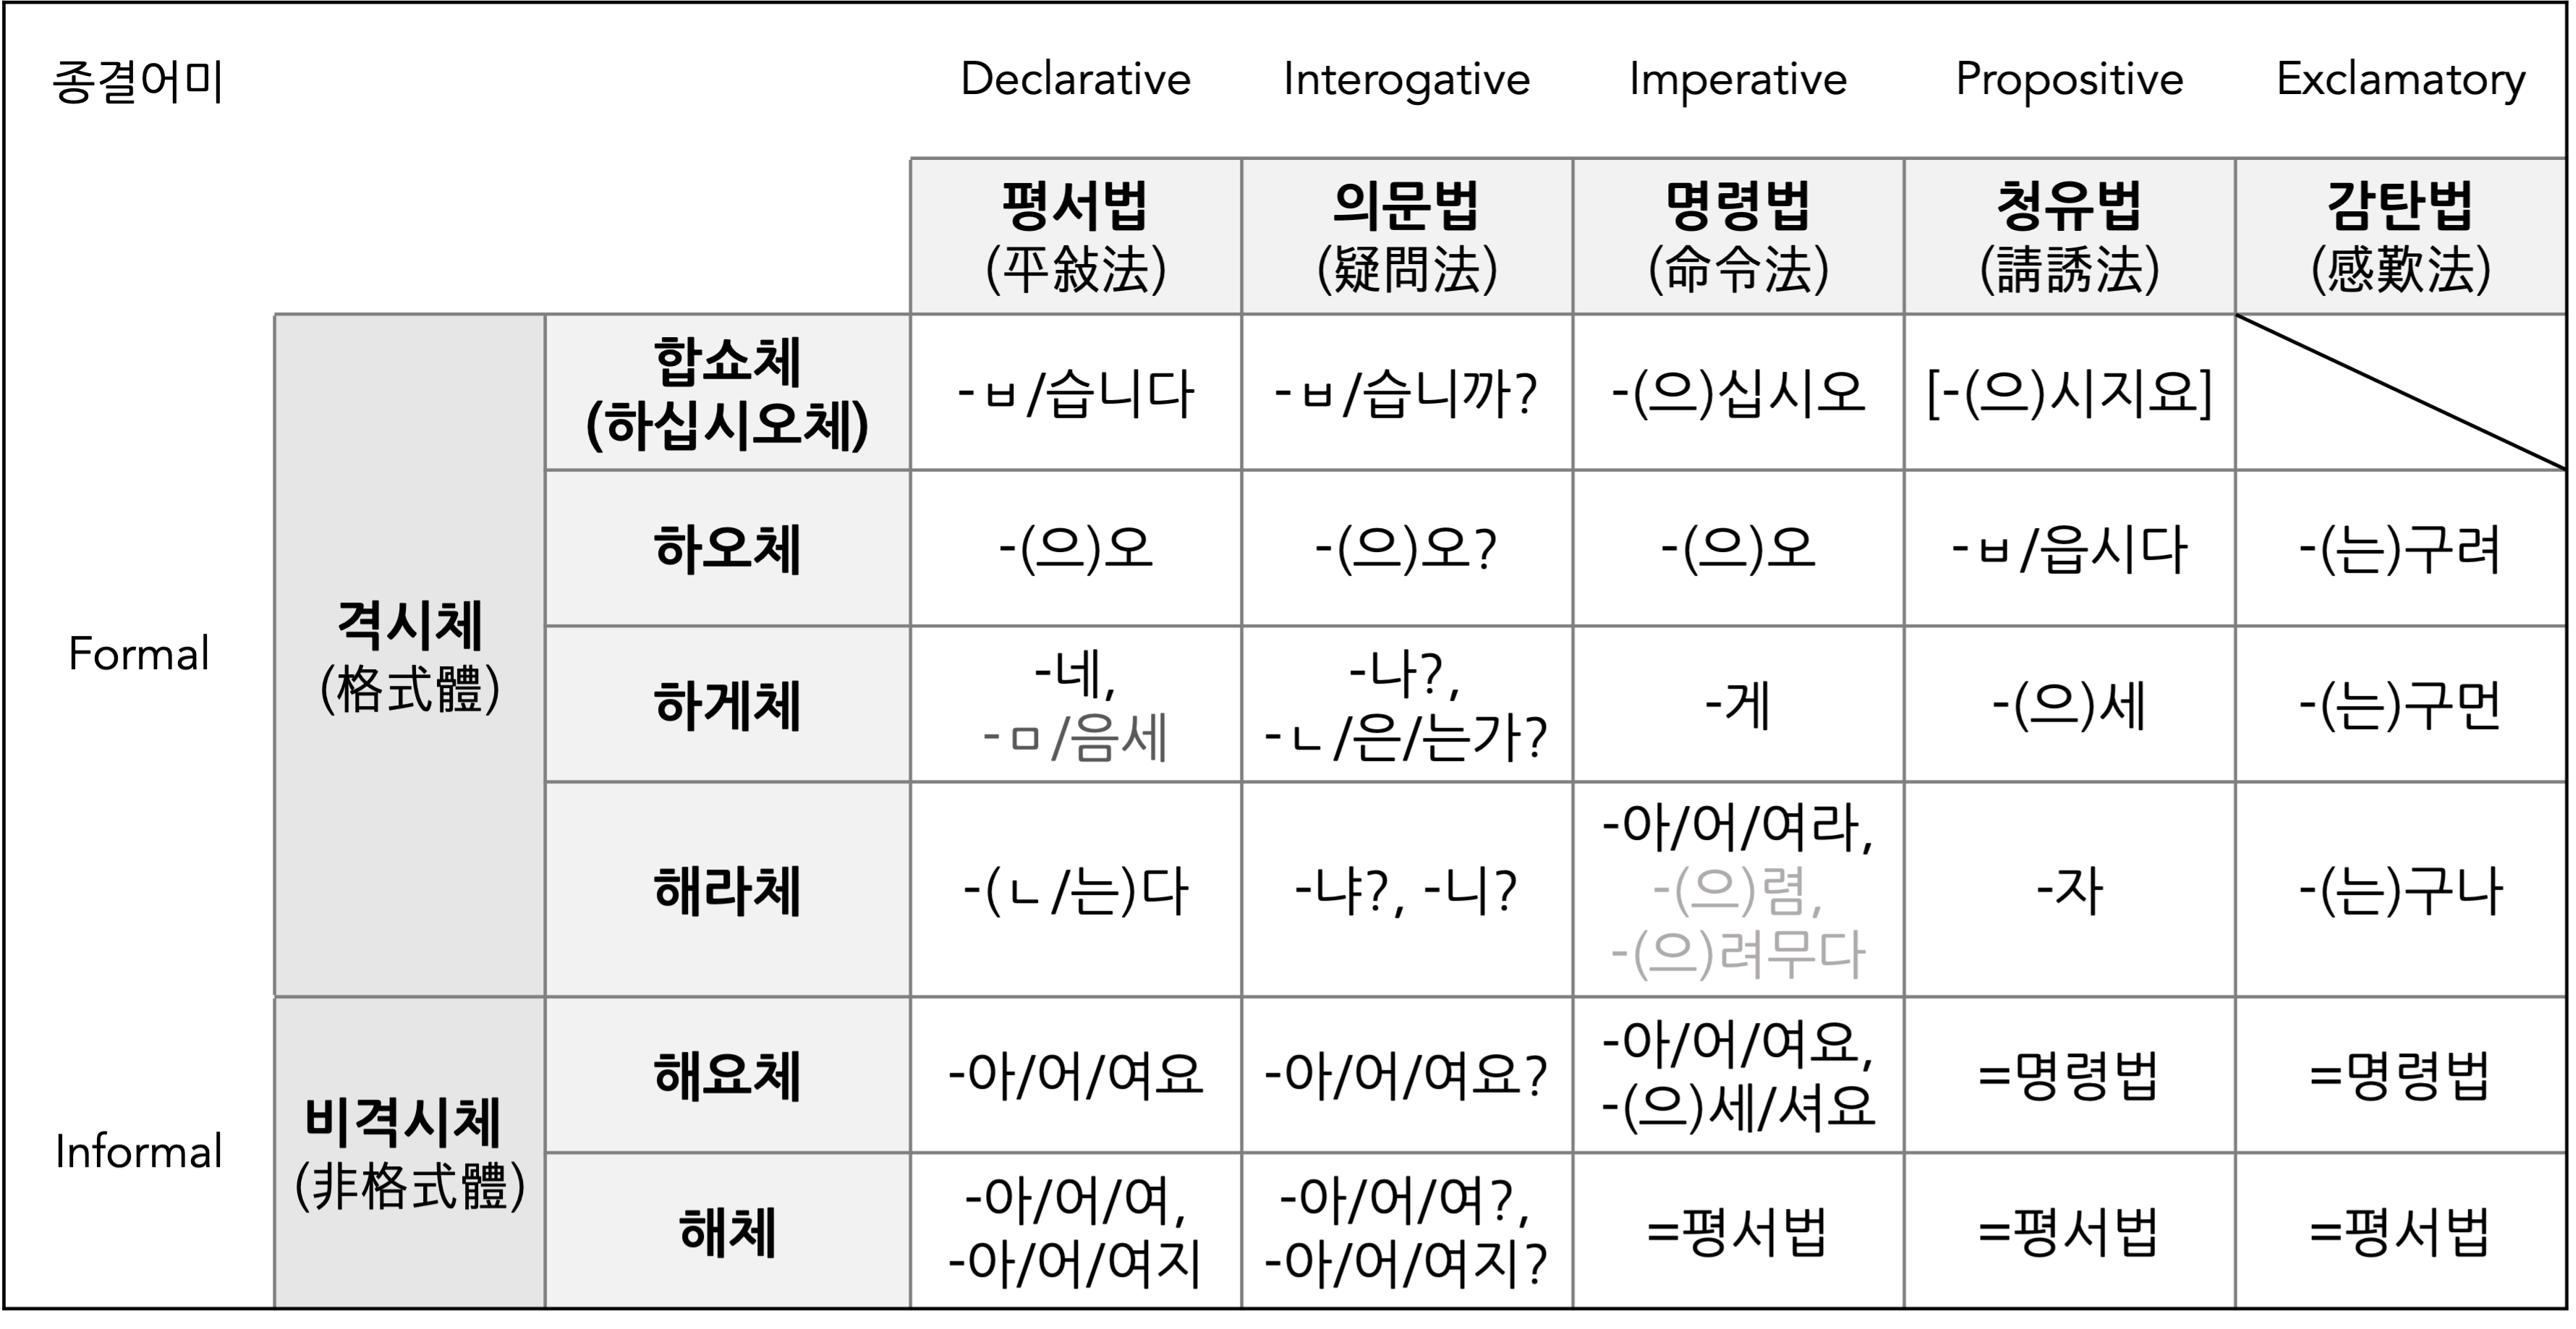 종결어미 Declarative Interogative Imperative Propositive Exclamatory
평서법 의문법 명령법 청유법 감탄법
(平敍法) (疑問法) (命令法) (請誘法) (感歎法)
Formal
격시체
(格式體)
합쇼체
(하십시오체)
-ㅂ/습니다 -ㅂ/습니까? -(으)십시오 [-(으)시지요]
하오체 -(으)오 -(으)오? -(으)오 -ㅂ/읍시다 -(는)구려
하게체
-네,
-ㅁ/음세
-나?,
-ㄴ/은/는가?
-게 -(으)세 -(는)구먼
해라체 -(ㄴ/는)다 -냐?, -니?
-아/어/여라,
-(으)렴,
-(으)려무다
-자 -(는)구나
Informal
비격시체
(非格式體)
해요체 -아/어/여요 -아/어/여요?
-아/어/여요,
-(으)세/셔요
=명령법 =명령법
해체
-아/어/여,
-아/어/여지
-아/어/여?,
-아/어/여지?
=평서법 =평서법 =평서법